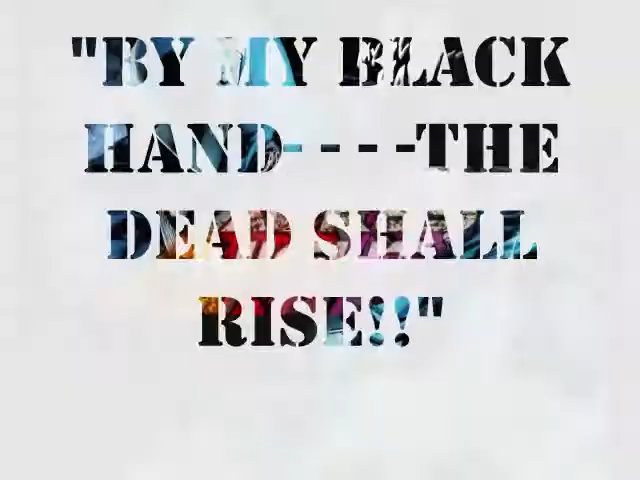 "BY MY BLACK
HAND----THE
DEAD SHALL
RISE!!"